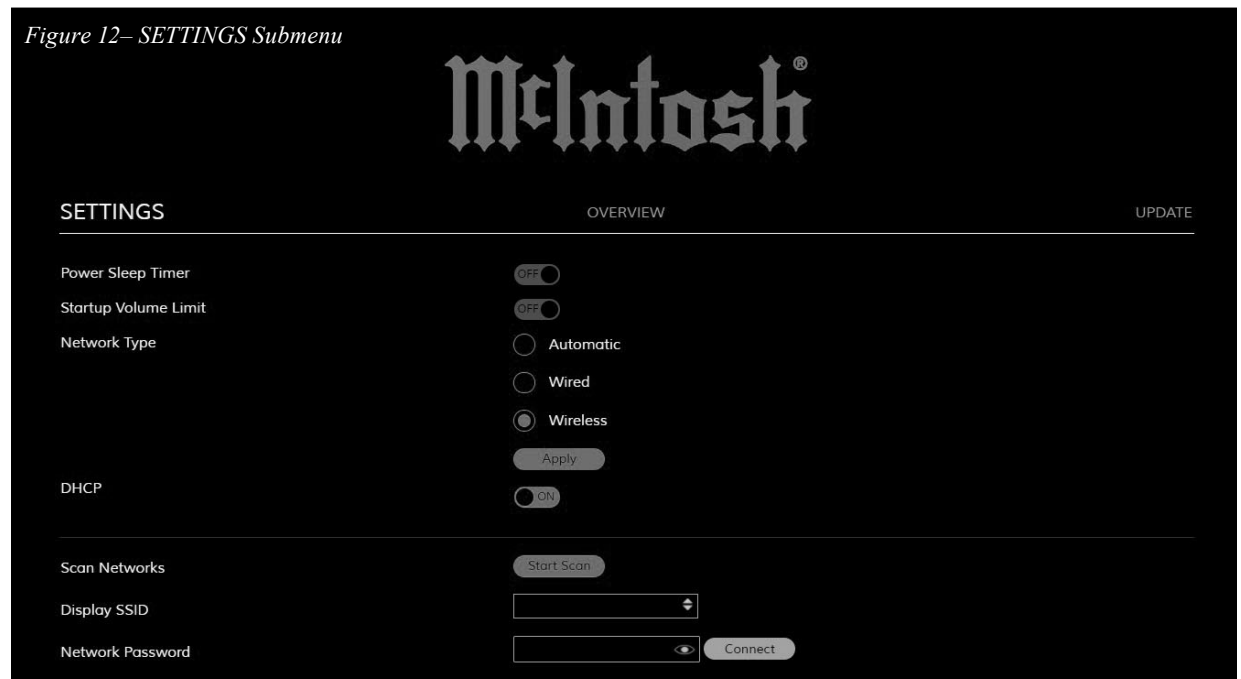 Figure 12– SETTINGS Submenu
McIntosh®
SETTINGS OVERVIEW UPDATE
Power Sleep Timer OFF
Startup Volume Limit OFF
Network Type Automatic
Wired
Wireless
Apply
DHCP ON
Scan Networks Start Scan
Display SSID
Network Password Connect